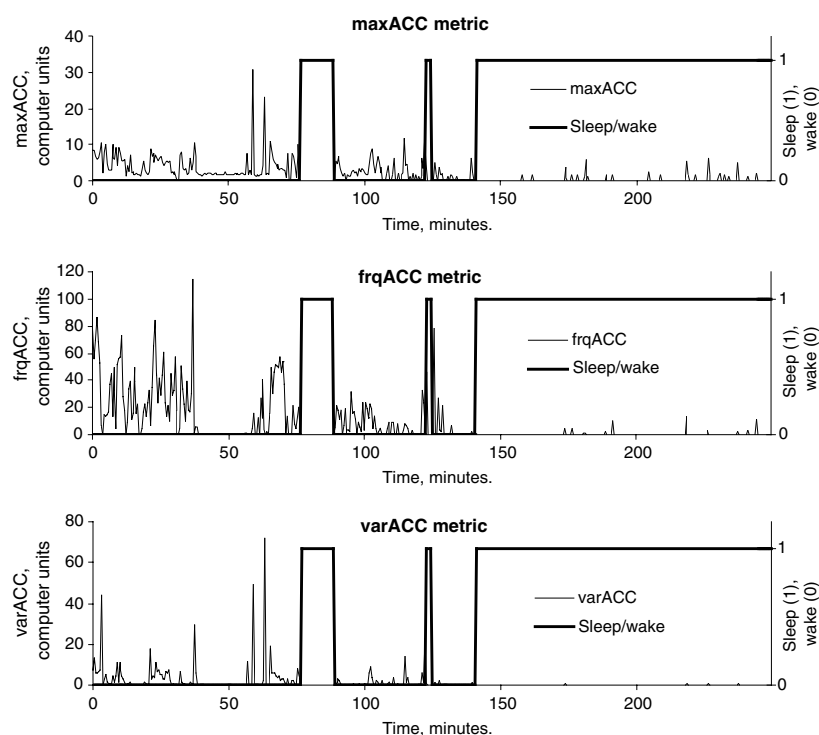 maxACC metric
maxACC,
computer units
40
30
20
10
0
0 50 100 150 200
Time, minutes.
maxACC
Sleep/wake
1
0
Sleep (1),
wake (0)
frqACC metric
frqACC,
computer units
120
100
80
60
40
20
0
0 50 100 150 200
Time, minutes.
frqACC
Sleep/wake
1
0
Sleep (1),
wake (0)
varACC metric
varACC,
computer units
80
60
40
20
0
0 50 100 150 200
Time, minutes.
varACC
Sleep/wake
1
0
Sleep (1),
wake (0)